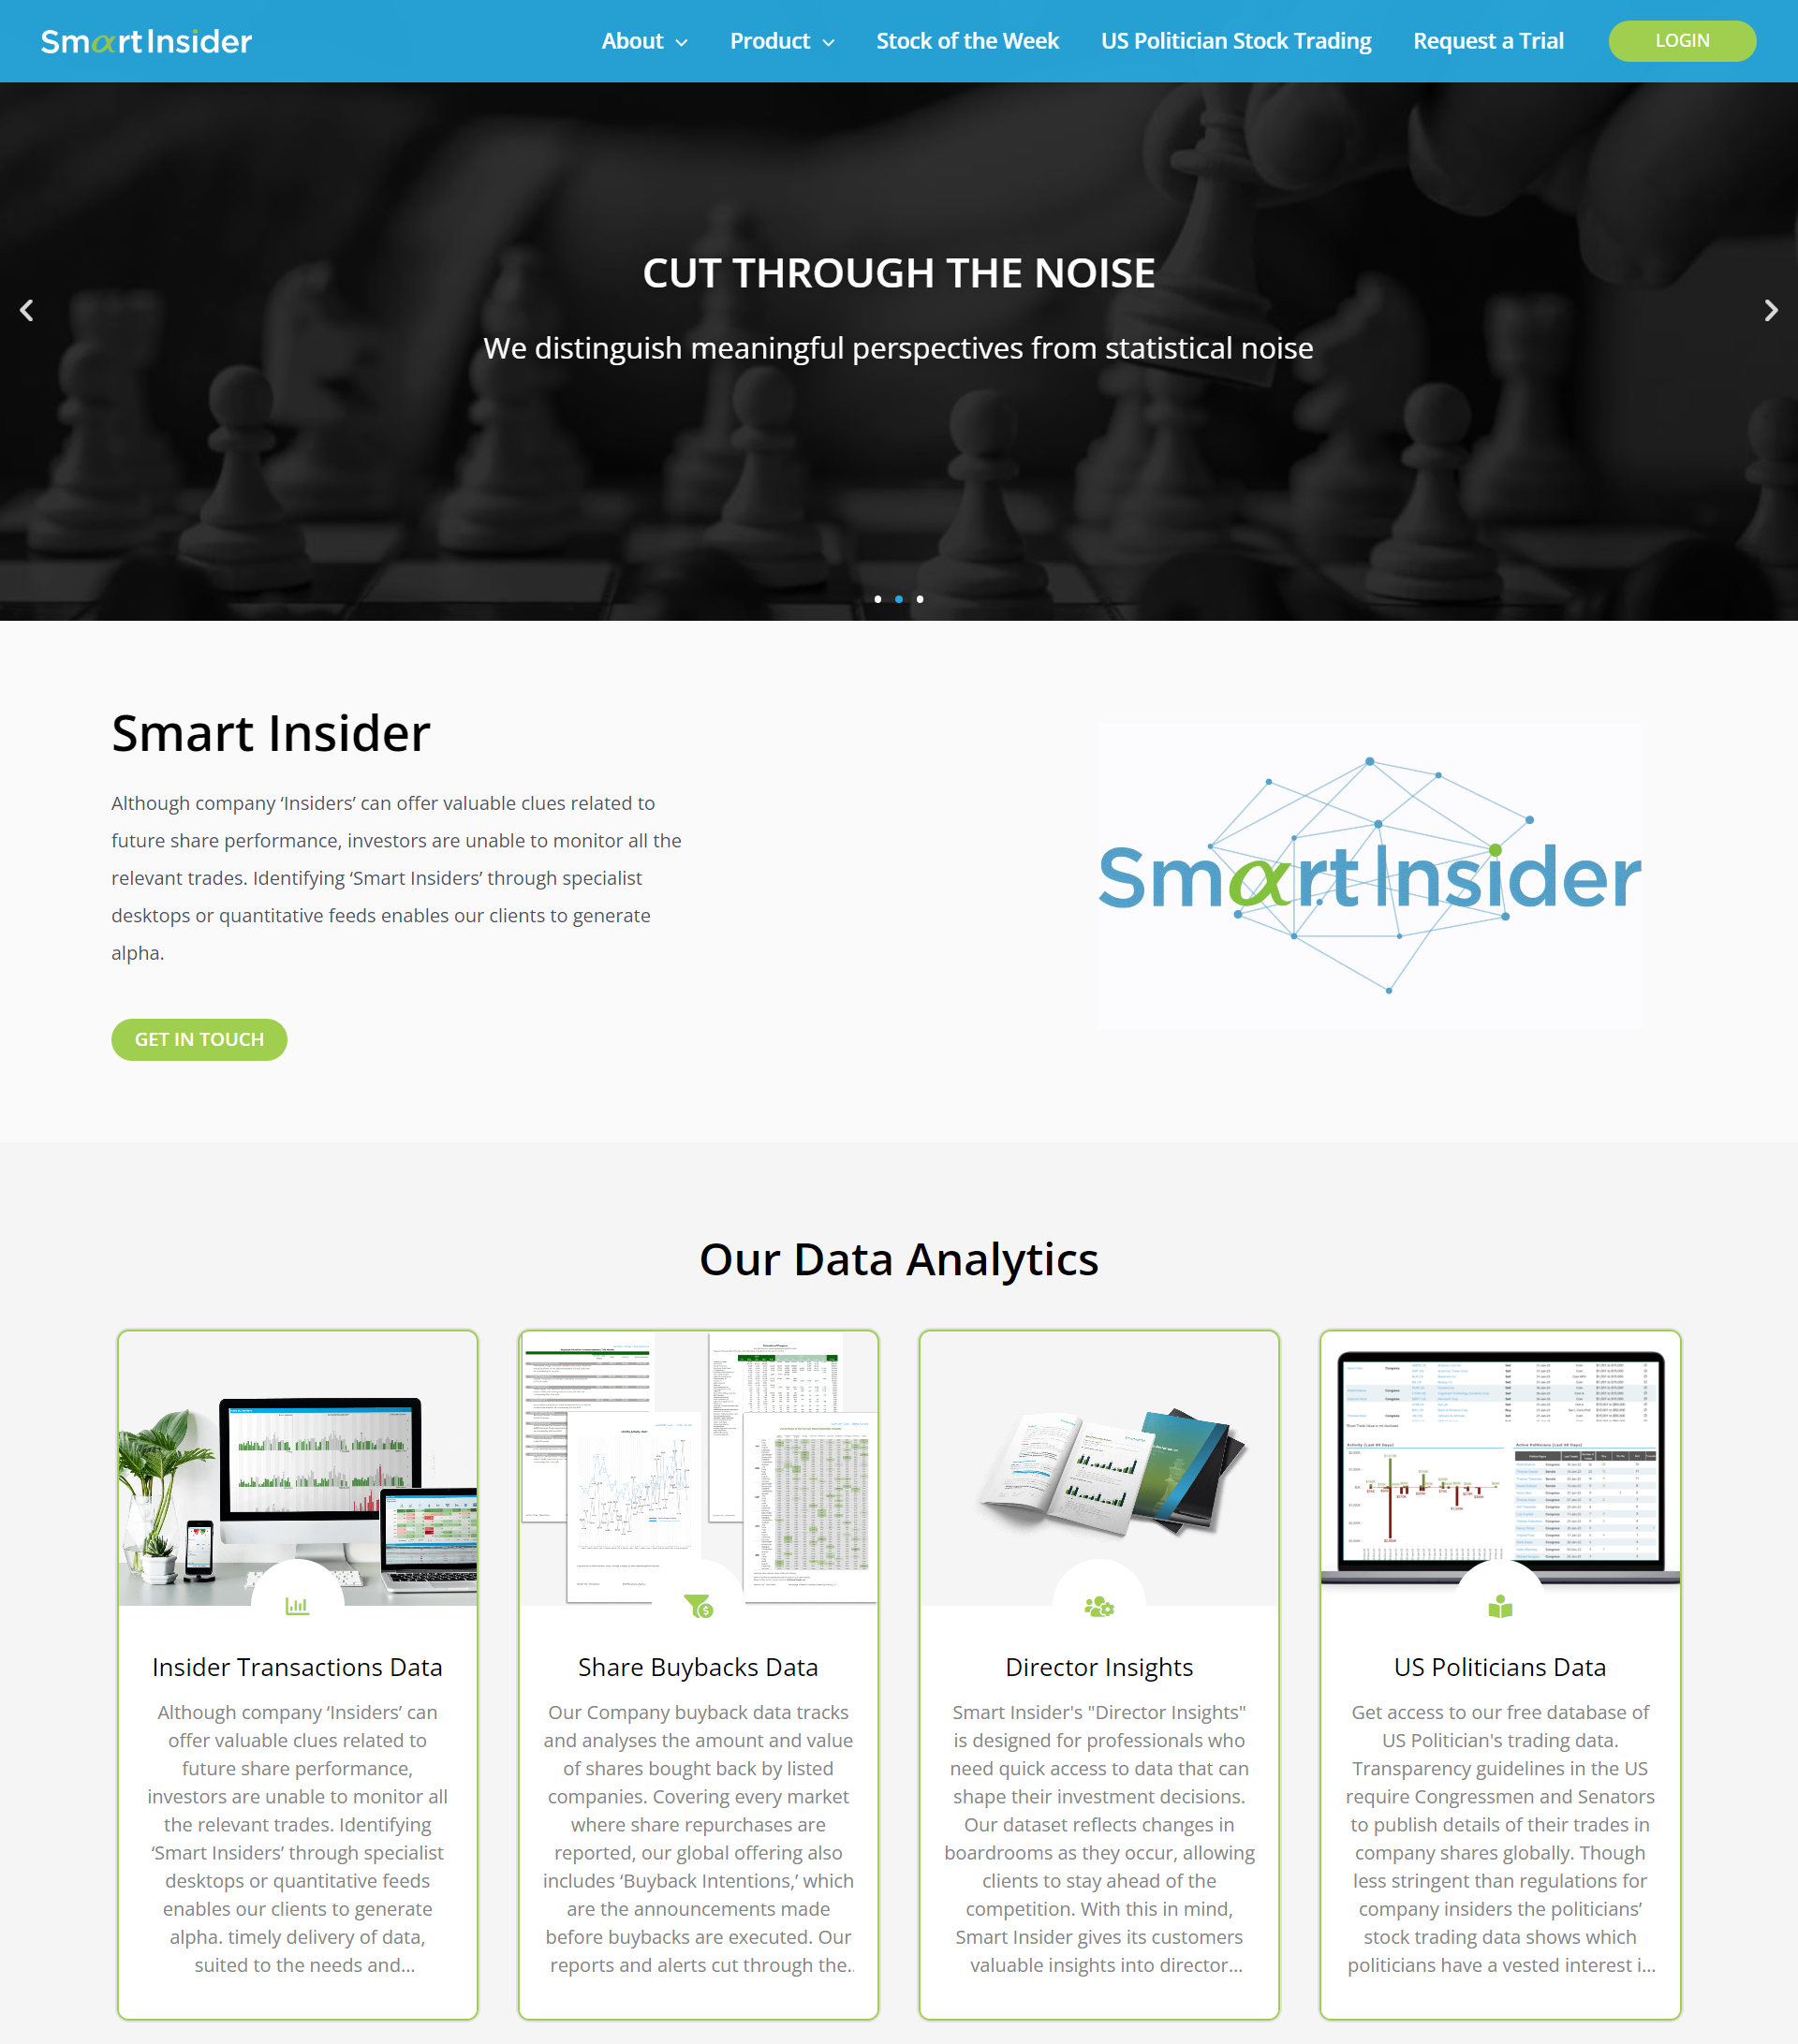 Smart Insider
About
Product
Stock of the Week
US Politician Stock Trading
Request a Trial
LOGIN
CUT THROUGH THE NOISE
We distinguish meaningful perspectives from statistical noise
Smart Insider
Although company ‘Insiders’ can offer valuable clues related to
future share performance, investors are unable to monitor all the
relevant trades. Identifying ‘Smart Insiders’ through specialist
desktops or quantitative feeds enables our clients to generate
alpha.
GET IN TOUCH
Smart Insider
Our Data Analytics
Insider Transactions Data
Although company ‘Insiders’ can
offer valuable clues related to
future share performance,
investors are unable to monitor all
the relevant trades. Identifying
‘Smart Insiders’ through specialist
desktops or quantitative feeds
enables our clients to generate
alpha. timely delivery of data,
suited to the needs and...
Share Buybacks Data
Our Company buyback data tracks
and analyses the amount and value
of shares bought back by listed
companies. Covering every market
where share repurchases are
reported, our global offering also
includes ‘Buyback Intentions,’ which
are the announcements made
before buybacks are executed. Our
reports and alerts cut through the..
Director Insights
Smart Insider's "Director Insights"
is designed for professionals who
need quick access to data that can
shape their investment decisions.
Our dataset reflects changes in
boardrooms as they occur, allowing
clients to stay ahead of the
competition. With this in mind,
Smart Insider gives its customers
valuable insights into director...
Activity (Last 60 Days)
Active Politicians (Last 60 Days)
US Politicians Data
Get access to our free database of
US Politician's trading data.
Transparency guidelines in the US
require Congressmen and Senators
to publish details of their trades in
company shares globally. Though
less stringent than regulations for
company insiders the politicians’
stock trading data shows which
politicians have a vested interest i...